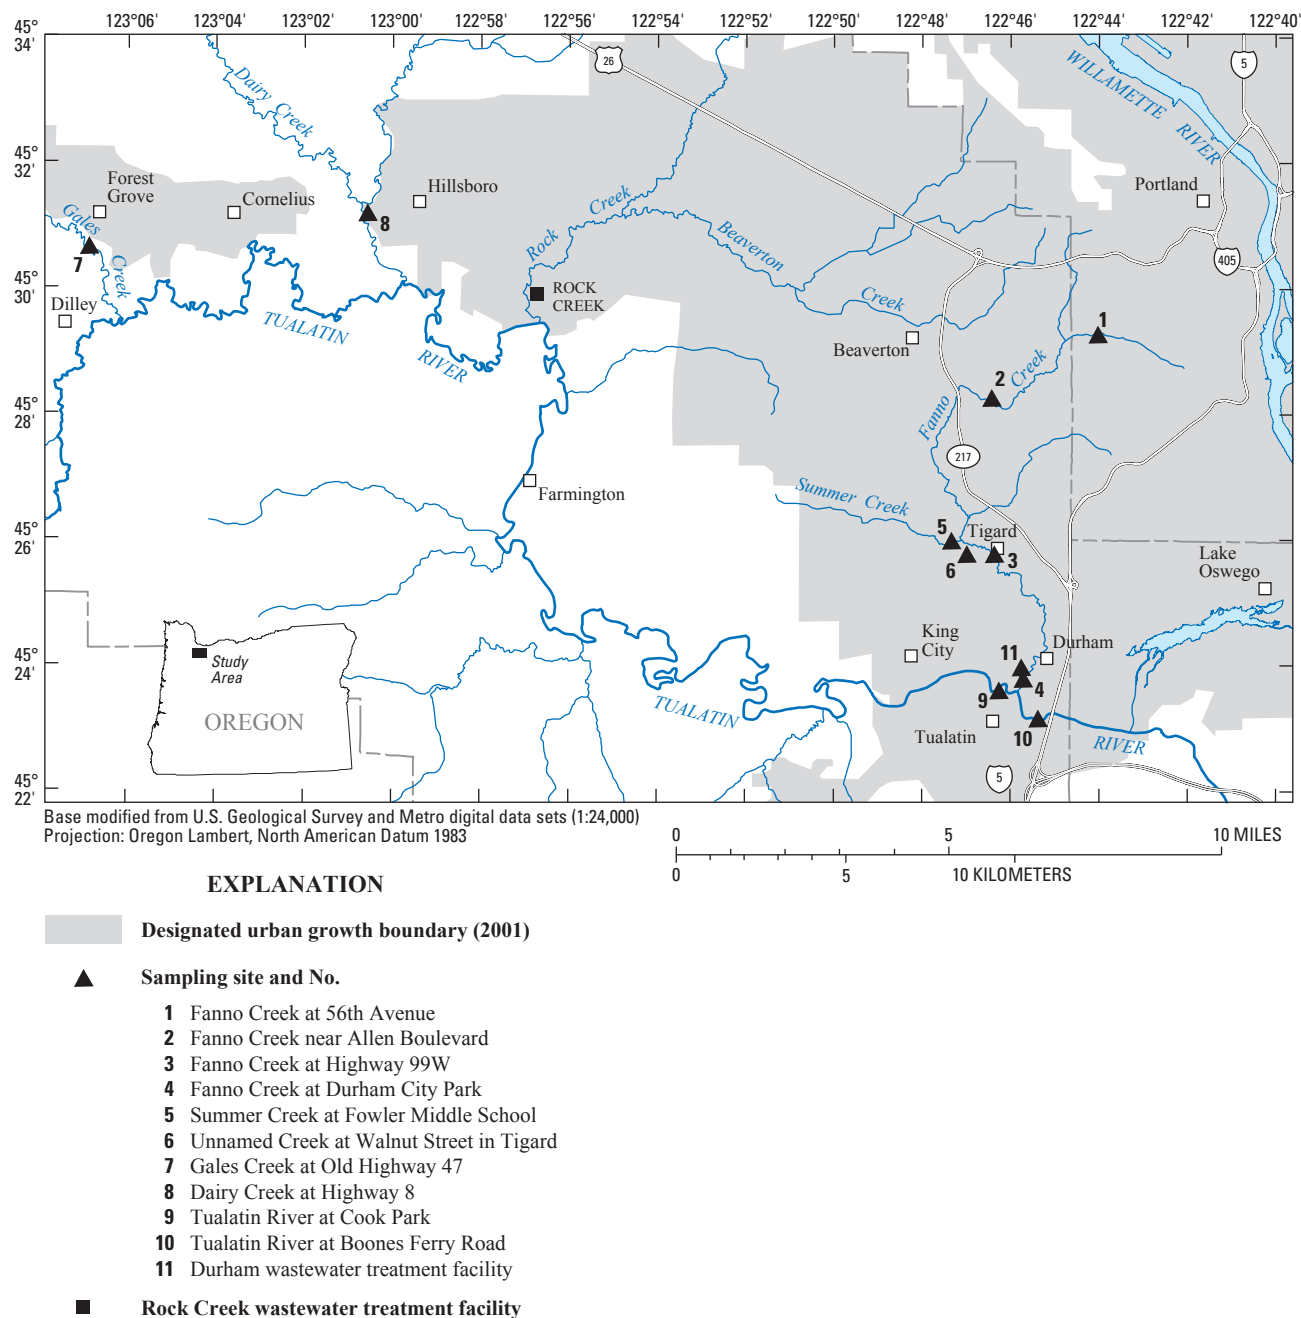 123°06' 123°04' 123°02' 123°00' 122°58' 122°56' 122°54' 122°52' 122°50' 122°48' 122°46' 122°44' 122°42' 122°40'
45° 34'
45° 32'
45° 30'
45° 28'
45° 26'
45° 24'
45° 22'
26
5
WILLAMETTE
RIVER
Dairy Creek
Forest
Grove
Cornelius
Hillsboro
Portland
8
Gales
Creek
7
Rock
Creek
Beaverton
Creek
405
Dilley
ROCK
CREEK
TUALATIN
RIVER
Beaverton
1
2
Creek
Fanno
217
Farmington
Summer Creek
5
Tigard
6
3
Lake
Oswego
King
City
11
Durham
9
4
TUALATIN
Tualatin
10
RIVER
5
Study
Area
OREGON
Base modified from U.S. Geological Survey and Metro digital data sets (1:24,000)
Projection: Oregon Lambert, North American Datum 1983
0 5 10 MILES
0 5 10 KILOMETERS
EXPLANATION
Designated urban growth boundary (2001)
Sampling site and No.
1 Fanno Creek at 56th Avenue
2 Fanno Creek near Allen Boulevard
3 Fanno Creek at Highway 99W
4 Fanno Creek at Durham City Park
5 Summer Creek at Fowler Middle School
6 Unnamed Creek at Walnut Street in Tigard
7 Gales Creek at Old Highway 47
8 Dairy Creek at Highway 8
9 Tualatin River at Cook Park
10 Tualatin River at Boones Ferry Road
11 Durham wastewater treatment facility
Rock Creek wastewater treatment facility